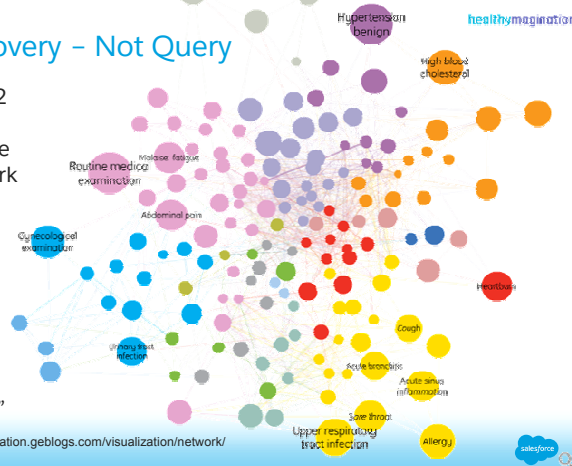 Hypertension
benign
healthymagination
overy – Not Query
High blood
cholesterol
2
e
rk
Malaise fatigue
Routine medical
examination
Abdominal pain
Gynecological
examination
Heartburn
Urinary tract
infection
Cough
Acute bronchitis
Acute sinus
inflammation
”
Sore throat
Upper respiratory
tract infection
Allergy
ation.geblogs.com/visualization/network/
salesforce